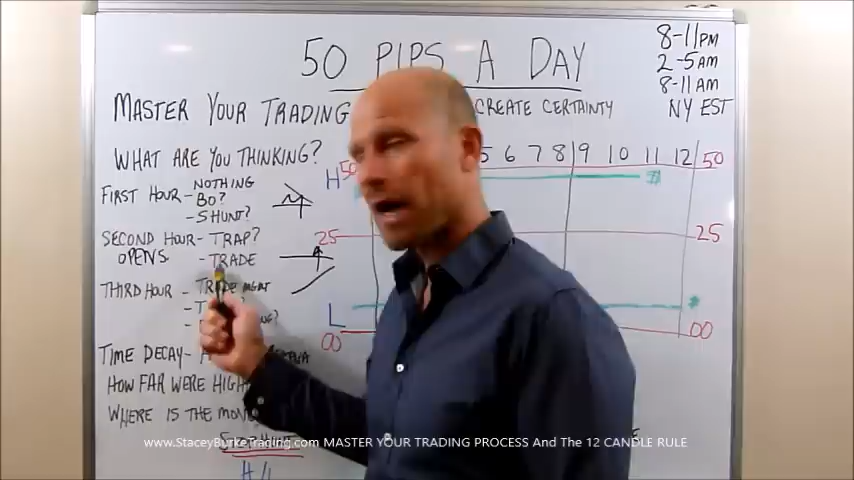 50 PIPS A DAY
8-11PM
2-5AM
8-11AM
NY EST
MASTER YOUR TRADING
CREATE CERTAINTY
WHAT ARE YOU THINKING?
FIRST HOUR - NOTHING
BO?
- SHUNT?
SECOND HOUR - TRAP?
OPENS - TRADE
THIRD HOUR - TRADE MGMT
TIME DECAY -
HOW FAR WERE HIGH
WHERE IS THE
H 50
5 6 7 8 9 10 11 12 50
25 25
L
00 00
www.StaceyBurkeTrading.com MASTER YOUR TRADING PROCESS And The 12 CANDLE RULE